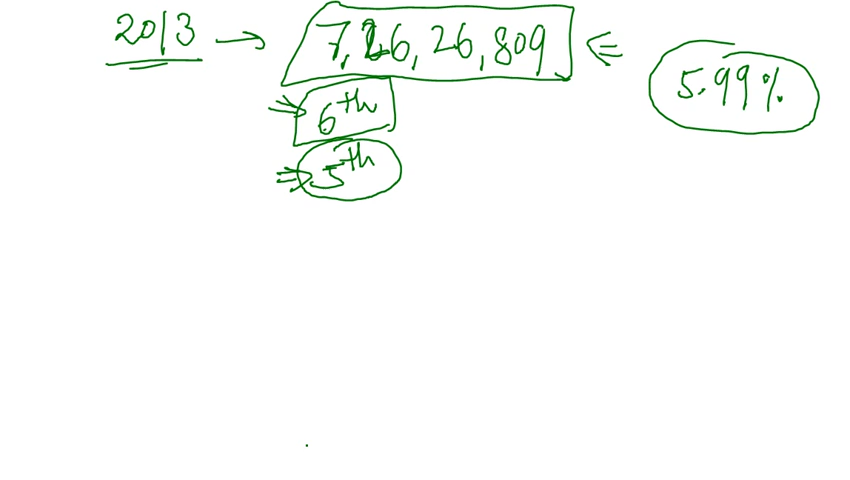 2013 → 7,26,26,809 ⇐ 5.99%
→ 6th
⇒ 5th